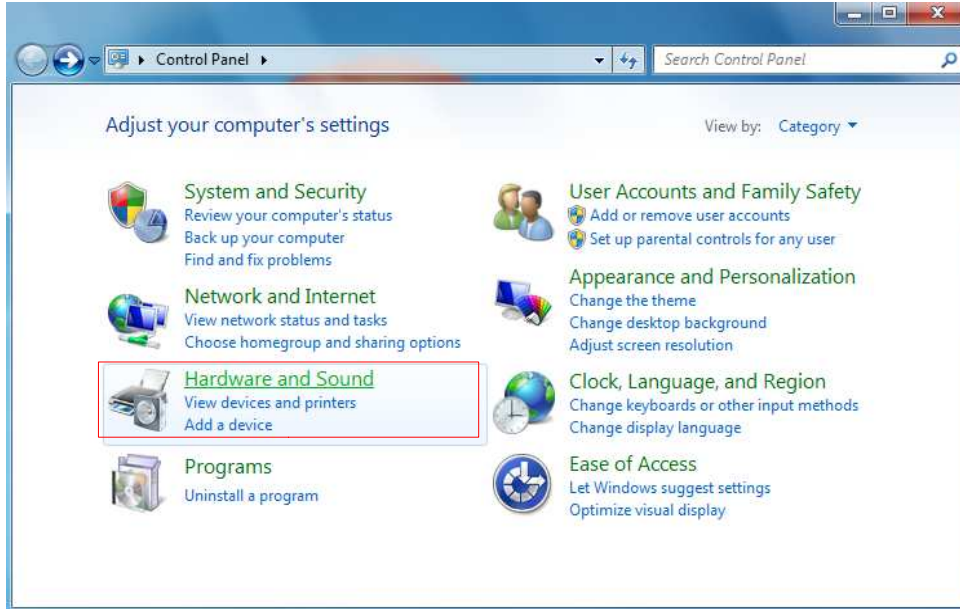 Control Panel
Search Control Panel
Adjust your computer's settings
View by: Category
System and Security
Review your computer's status
Back up your computer
Find and fix problems
Network and Internet
View network status and tasks
Choose homegroup and sharing options
Hardware and Sound
View devices and printers
Add a device
Programs
Uninstall a program
User Accounts and Family Safety
Add or remove user accounts
Set up parental controls for any user
Appearance and Personalization
Change the theme
Change desktop background
Adjust screen resolution
Clock, Language, and Region
Change keyboards or other input methods
Change display language
Ease of Access
Let Windows suggest settings
Optimize visual display